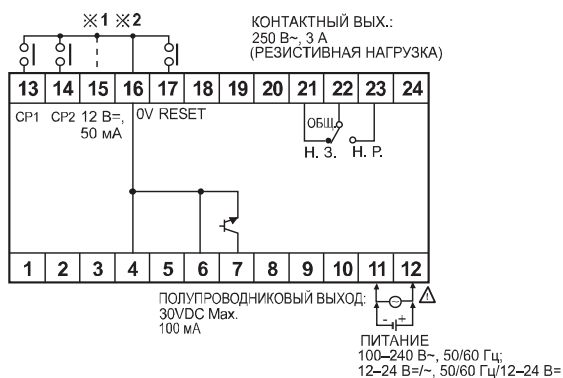 ※1 ※2
КОНТАКТНЫЙ ВЫХ.:
250 В~, 3 А
(РЕЗИСТИВНАЯ НАГРУЗКА)
13 14 15 16 17 18 19 20 21 22 23 24
CP1 CP2 12 В=, 0V RESET
50 мА
ОБЩ.
Н. З. Н. Р.
1 2 3 4 5 6 7 8 9 10 11 12
ПОЛУПРОВОДНИКОВЫЙ ВЫХОД:
30VDC Max.
100 мА
- +
ПИТАНИЕ
100–240 В~, 50/60 Гц;
12–24 В=/~, 50/60 Гц/12–24 В=